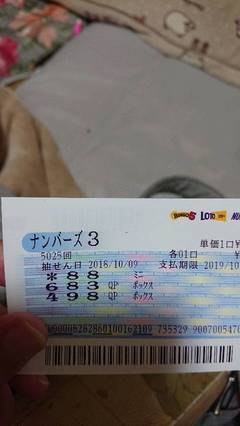 LOTO
ナンバーズ3
単価1口¥
5025回 各01口 ¥
抽せん日 2018/10/09 支払期限 2019/10
*88 ミニ
683 QP ボックス
498 QP ボックス